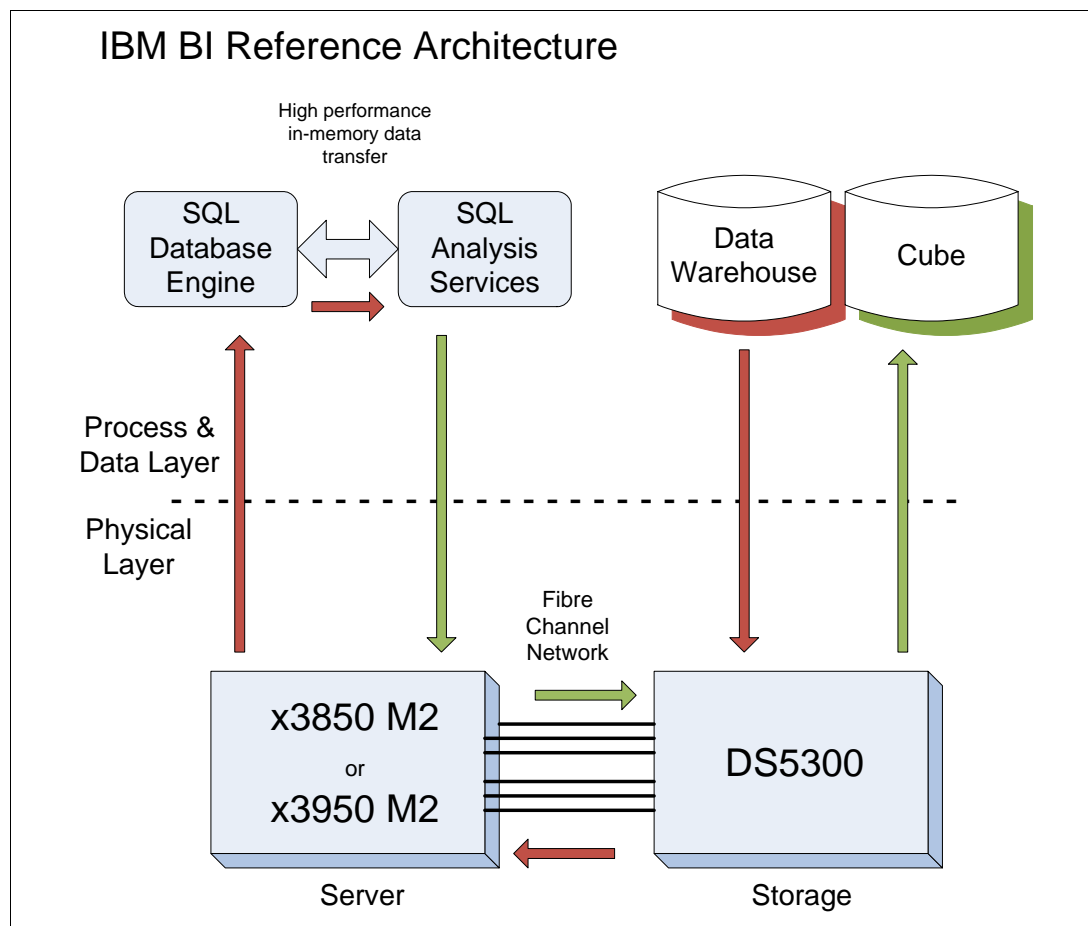 IBM BI Reference Architecture
High performance
in-memory data
transfer
SQL
Database
Engine
SQL
Analysis
Services
Data
Warehouse
Cube
Process &
Data Layer
Physical
Layer
Fibre
Channel
Network
x3850 M2
or
x3950 M2
DS5300
Server
Storage